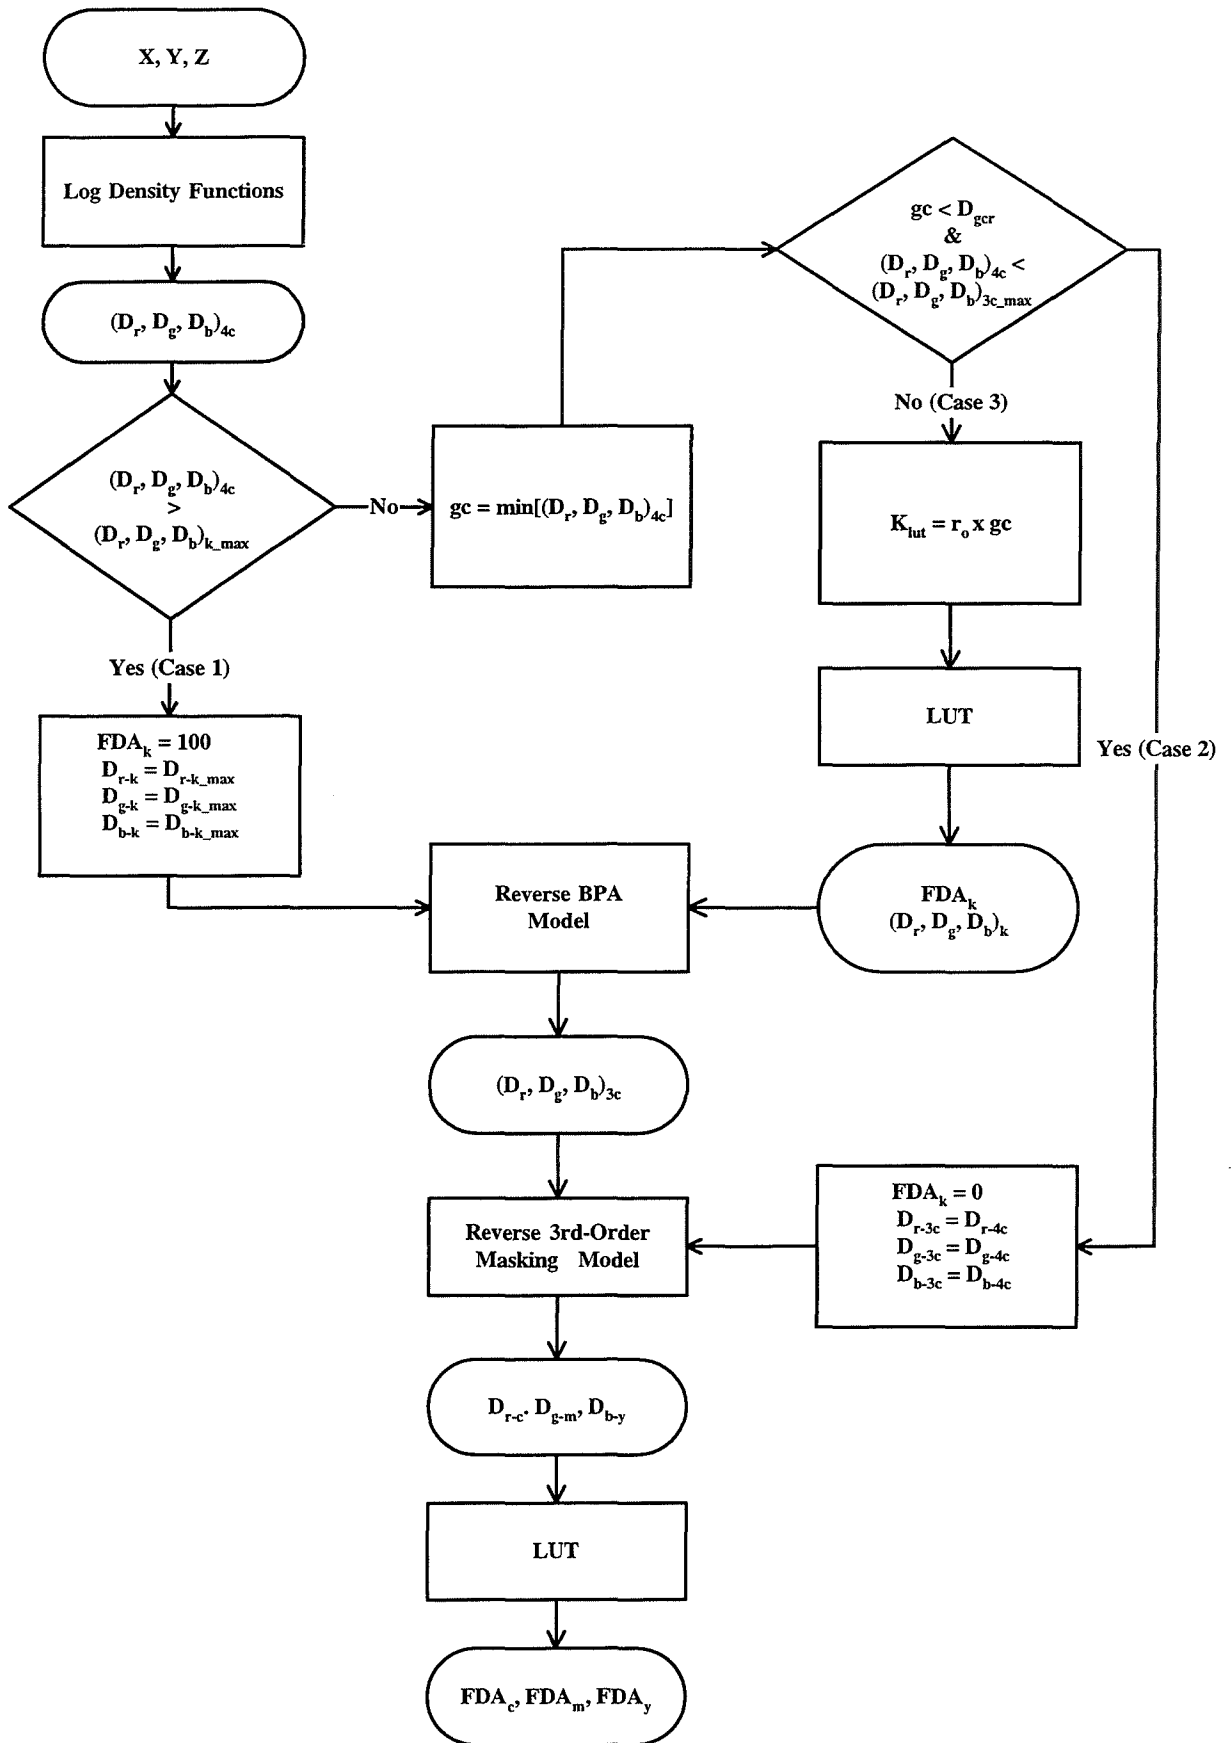 X, Y, Z
Log Density Functions
(D_r, D_g, D_b)_4c
(D_r, D_g, D_b)_4c
>
(D_r, D_g, D_b)_k_max
No
gc = min[(D_r, D_g, D_b)_4c]
gc < D_gcr
&
(D_r, D_g, D_b)_4c <
(D_r, D_g, D_b)_3c_max
No (Case 3)
K_lut = r_o x gc
LUT
Yes (Case 2)
Yes (Case 1)
FDA_k = 100
D_r-k = D_r-k_max
D_g-k = D_g-k_max
D_b-k = D_b-k_max
Reverse BPA
Model
FDA_k
(D_r, D_g, D_b)_k
(D_r, D_g, D_b)_3c
FDA_k = 0
D_r-3c = D_r-4c
D_g-3c = D_g-4c
D_b-3c = D_b-4c
Reverse 3rd-Order
Masking Model
D_r-c. D_g-m, D_b-y
LUT
FDA_c, FDA_m, FDA_y